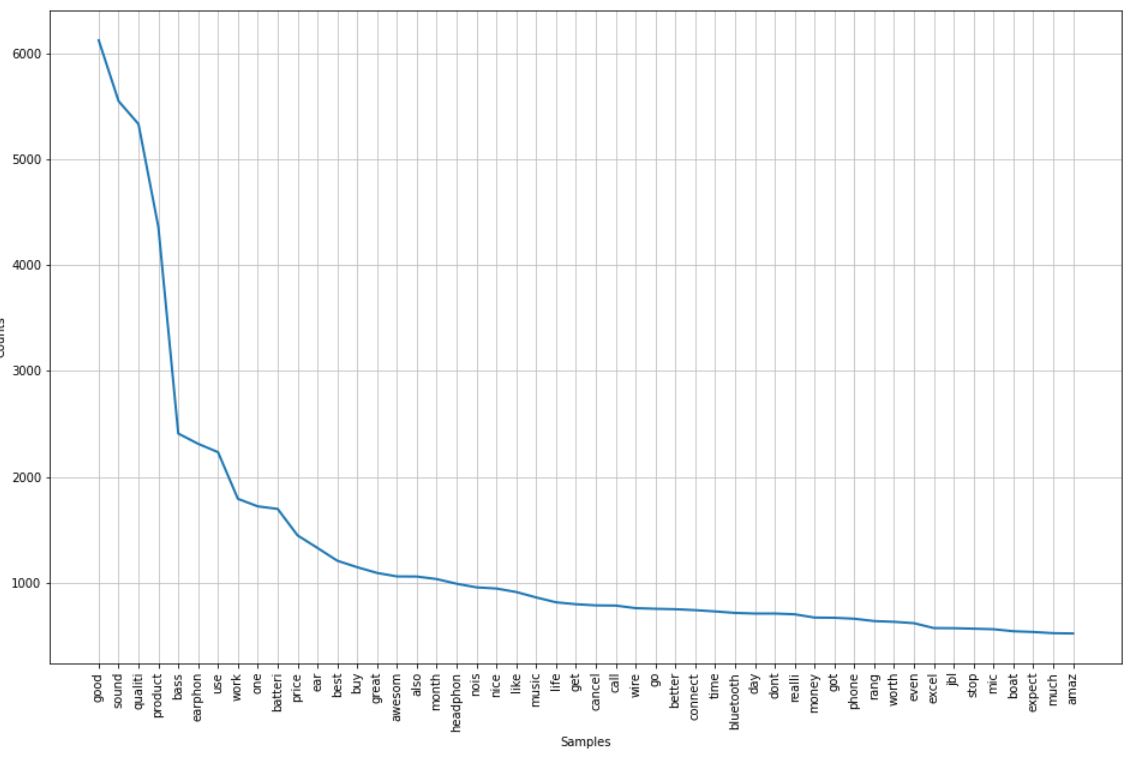 6000
5000
4000
3000
2000
1000
good
sound
qualiti
product
bass
earphon
use
work
one
batteri
price
ear
best
buy
great
awesom
also
month
headphon
nois
nice
like
music
life
get
cancel
call
wire
go
better
connect
time
bluetooth
day
dont
realli
money
got
phone
rang
worth
even
excel
jbl
stop
mic
boat
expect
much
amaz
Samples